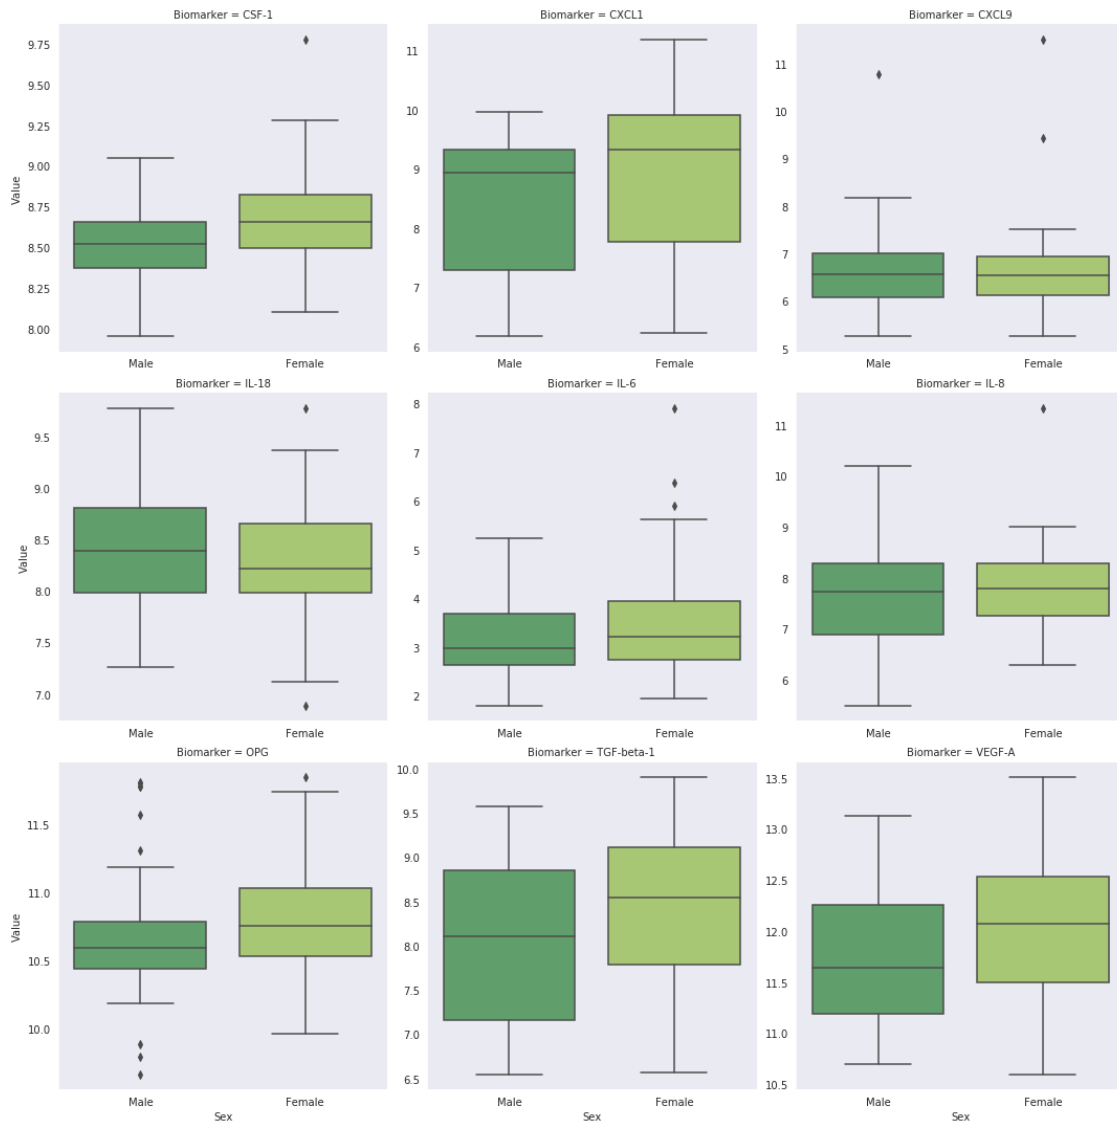 Biomarker = CSF-1
Biomarker = CXCL1
Biomarker = CXCL9
Value
9.75
9.50
9.25
9.00
8.75
8.50
8.25
8.00
11
10
9
8
7
6
11
10
9
8
7
6
5
Male
Female
Male
Female
Male
Female
Biomarker = IL-18
Biomarker = IL-6
Biomarker = IL-8
Value
9.5
9.0
8.5
8.0
7.5
7.0
8
7
6
5
4
3
2
11
10
9
8
7
6
Male
Female
Male
Female
Male
Female
Biomarker = OPG
Biomarker = TGF-beta-1
Biomarker = VEGF-A
Value
11.5
11.0
10.5
10.0
10.0
9.5
9.0
8.5
8.0
7.5
7.0
6.5
13.5
13.0
12.5
12.0
11.5
11.0
10.5
Male
Female
Male
Female
Male
Female
Sex
Sex
Sex